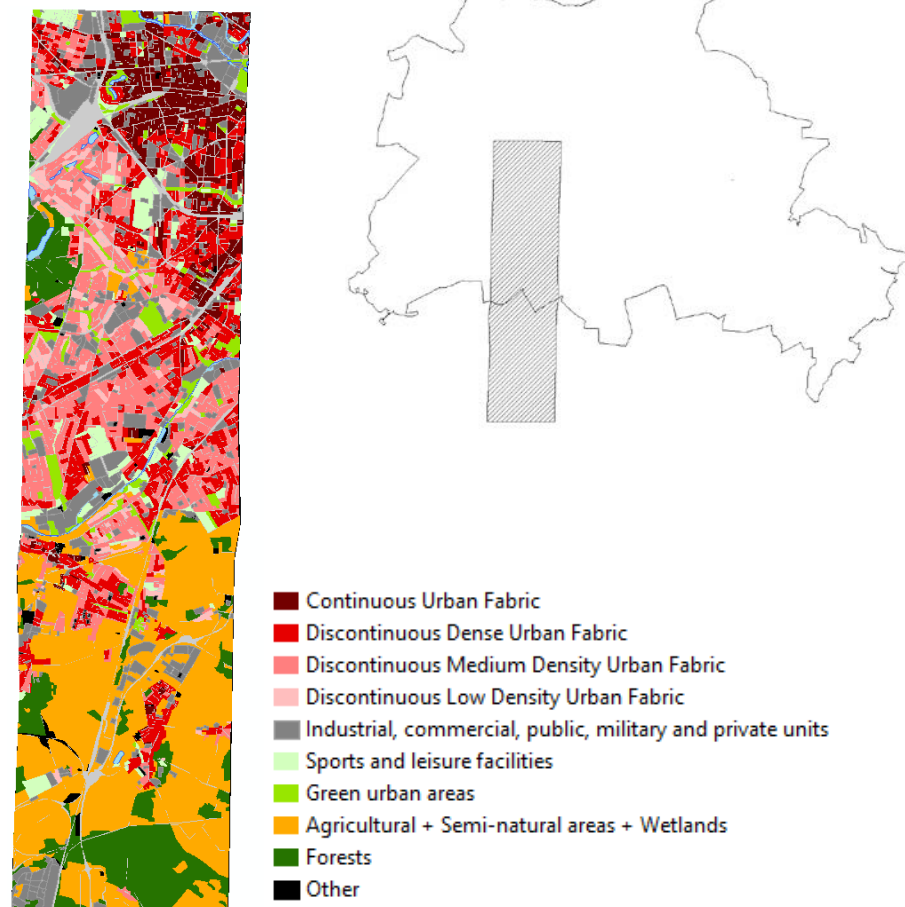 Continuous Urban Fabric
Discontinuous Dense Urban Fabric
Discontinuous Medium Density Urban Fabric
Discontinuous Low Density Urban Fabric
Industrial, commercial, public, military and private units
Sports and leisure facilities
Green urban areas
Agricultural + Semi-natural areas + Wetlands
Forests
Other